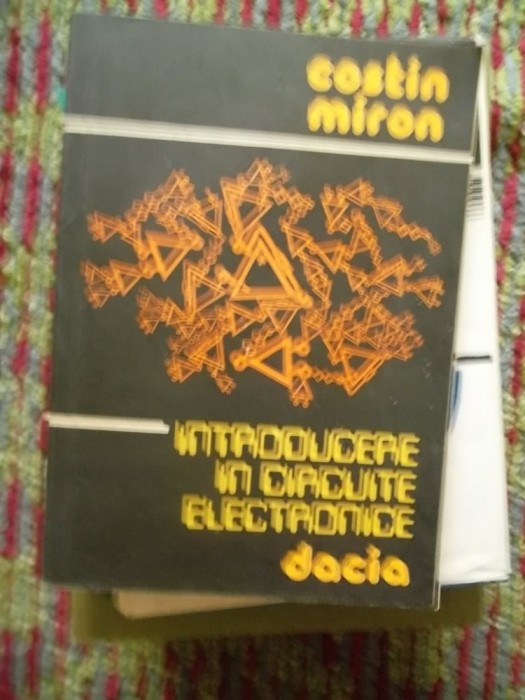 costin
miron
INTRODUCERE
IN CIRCUITE
ELECTRONICE
dacia